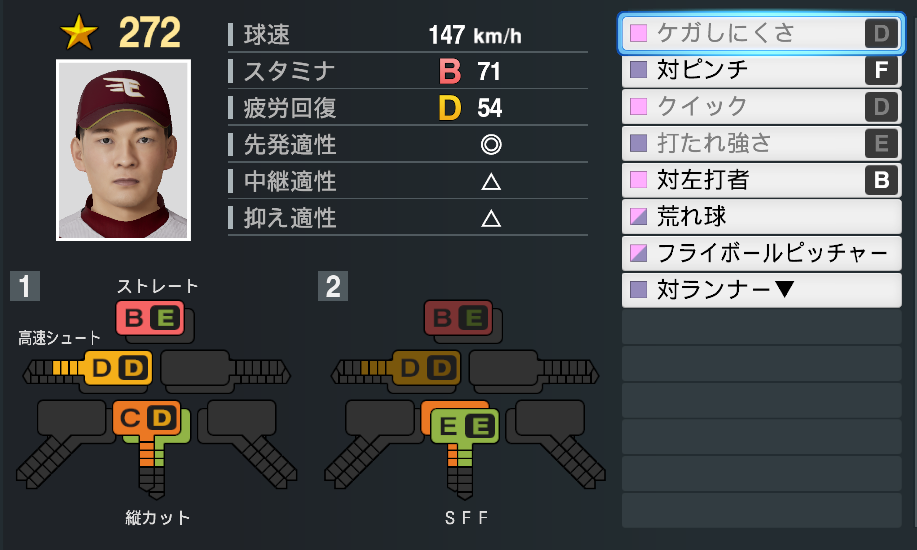 ★ 272
球速 147 km/h
スタミナ B 71
疲労回復 D 54
先発適性 ◎
中継適性 △
抑え適性 △
ケガしにくさ D
対ピンチ F
クイック D
打たれ強さ E
対左打者 B
荒れ球
フライボールピッチャー
対ランナー▼
1
ストレート
B E
高速シュート
D D
C D
縦カット
2
B E
D D
E E
SFF